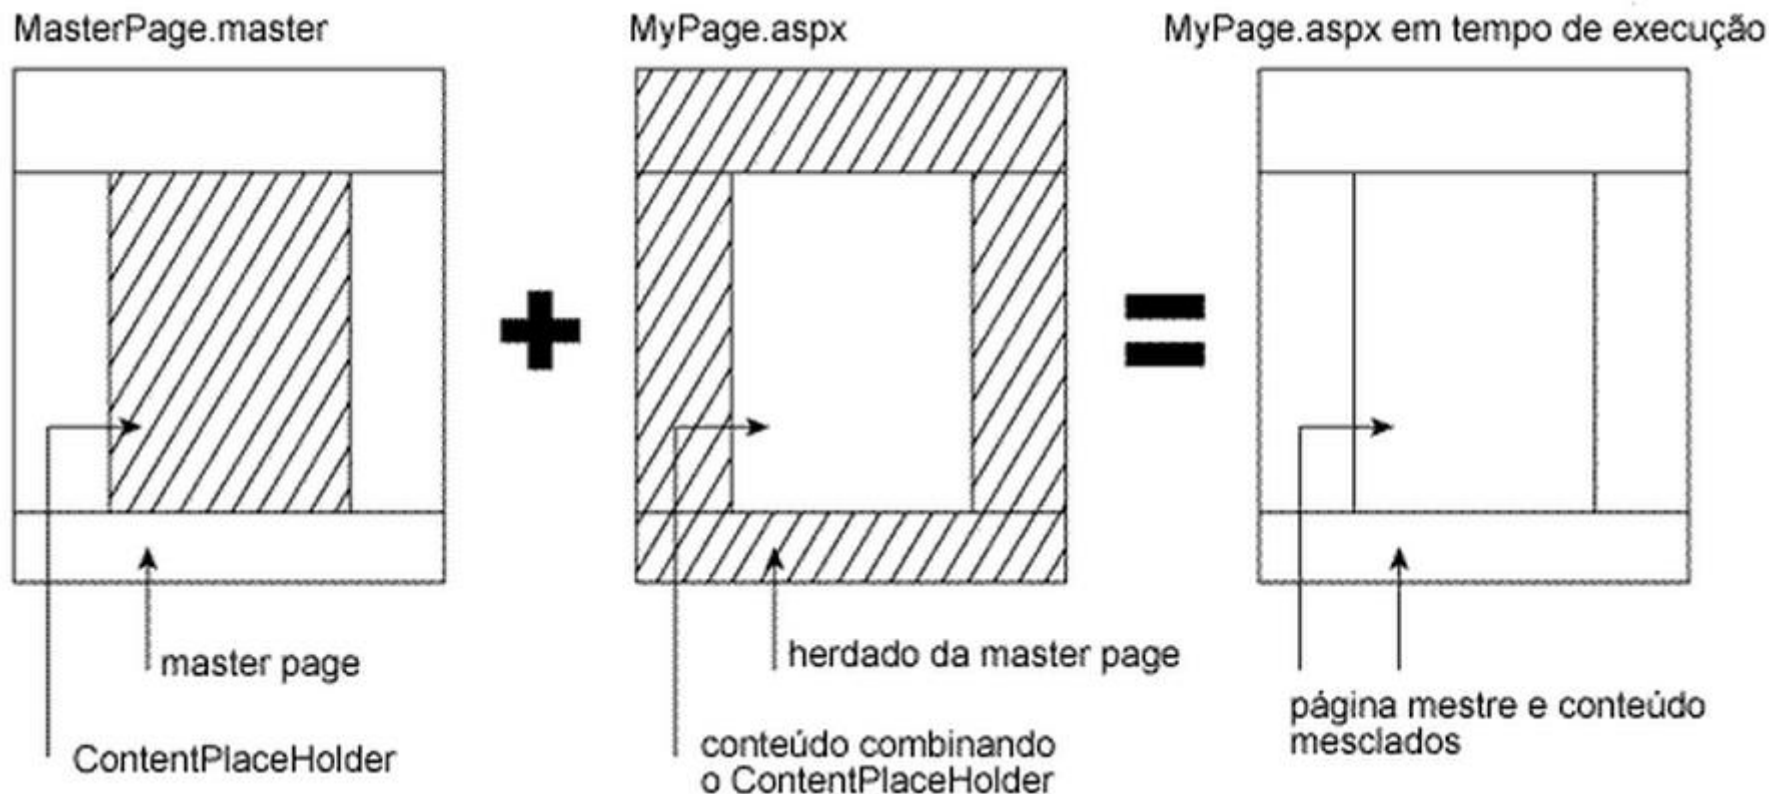 MasterPage.master
MyPage.aspx
MyPage.aspx em tempo de execução
master page
ContentPlaceHolder
herdado da master page
conteúdo combinando
o ContentPlaceHolder
página mestre e conteúdo
mesclados